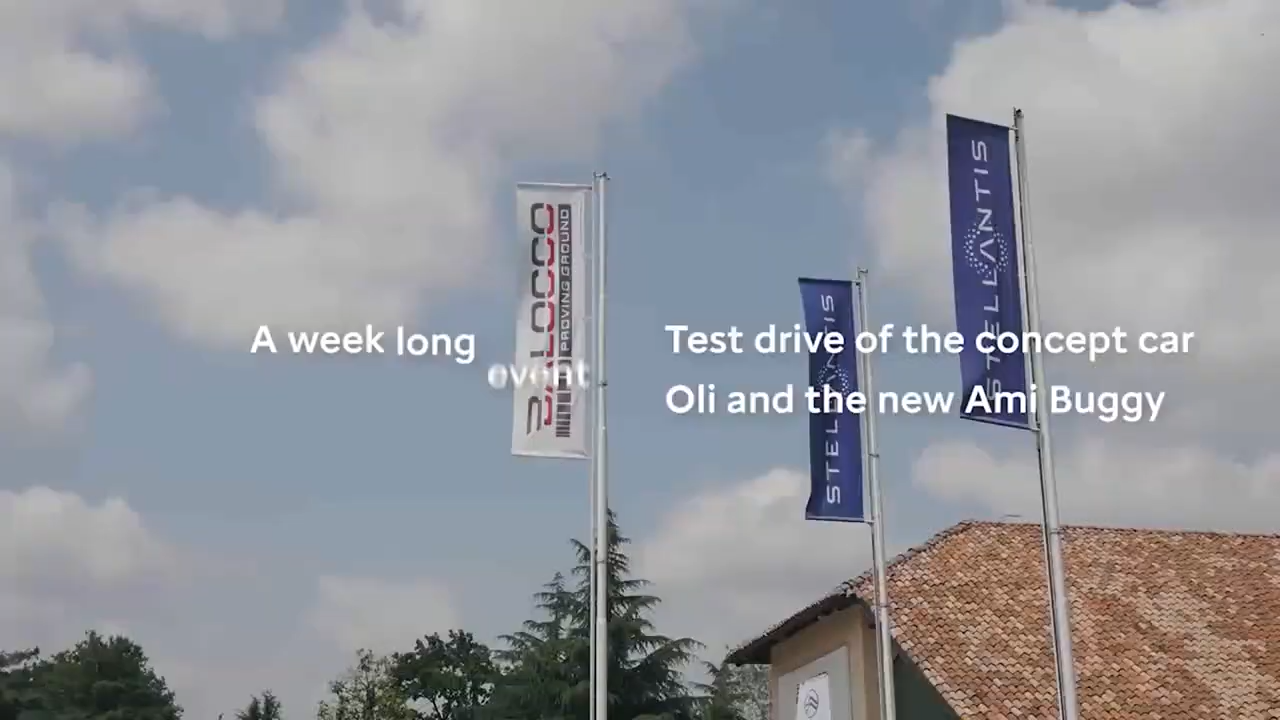 A week long
event
Test drive of the concept car
Oli and the new Ami Buggy
BALOCCO
PROVING GROUND
STELLANTIS
STELLANTIS